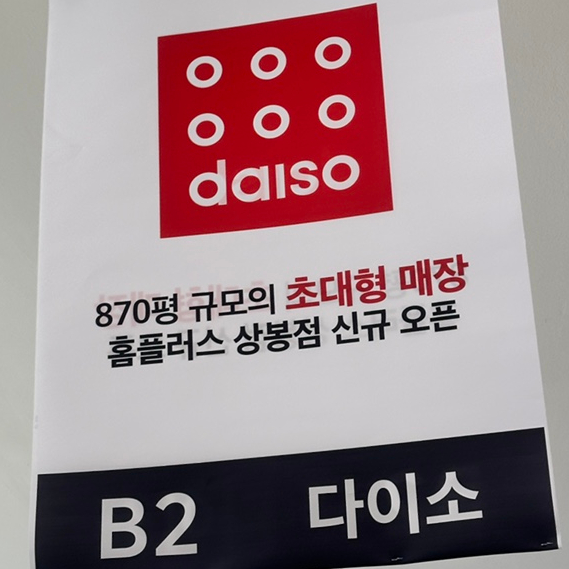 daiso
870평 규모의 초대형 매장
홈플러스 상봉점 신규 오픈
B2 다이소